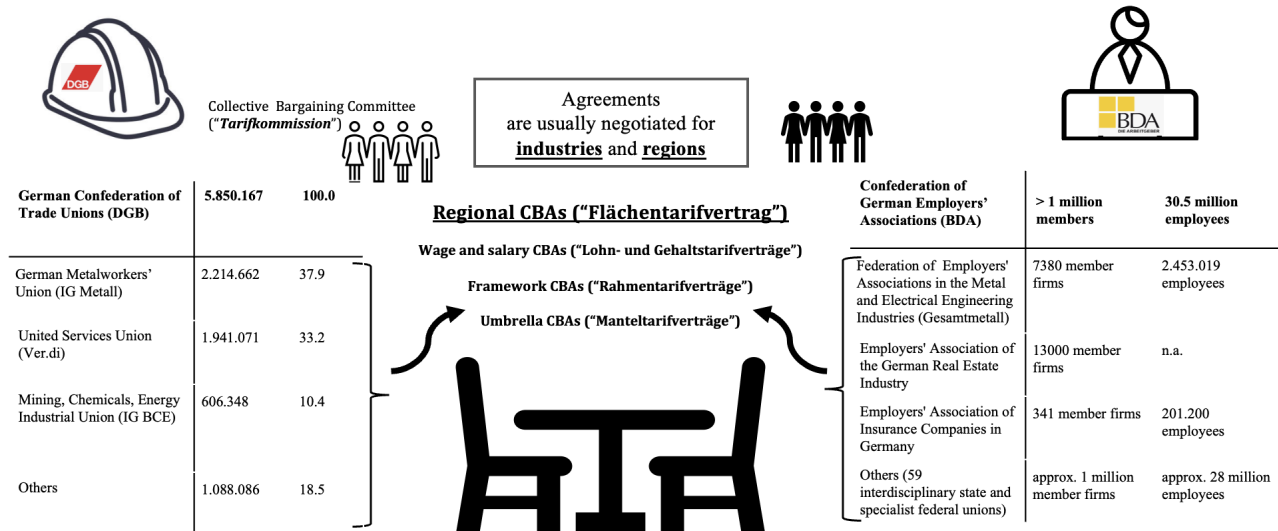 DGB
Collective Bargaining Committee
(“Tarifkommission”)
German Confederation of
Trade Unions (DGB)
5.850.167
100.0
German Metalworkers’
Union (IG Metall)
2.214.662
37.9
United Services Union
(Ver.di)
1.941.071
33.2
Mining, Chemicals, Energy
Industrial Union (IG BCE)
606.348
10.4
Others
1.088.086
18.5
Agreements
are usually negotiated for
industries and regions
Regional CBAs (“Flächentarifvertrag”)
Wage and salary CBAs (“Lohn- und Gehaltstarifverträge”)
Framework CBAs (“Rahmentarifverträge”)
Umbrella CBAs (“Manteltarifverträge”)
BDA
DIE ARBEITGEBER
Confederation of
German Employers’
Associations (BDA)
> 1 million
members
30.5 million
employees
Federation of Employers'
Associations in the Metal
and Electrical Engineering
Industries (Gesamtmetall)
7380 member
firms
2.453.019
employees
Employers' Association of
the German Real Estate
Industry
13000 member
firms
n.a.
Employers' Association of
Insurance Companies in
Germany
341 member firms
201.200
employees
Others (59
interdisciplinary state and
specialist federal unions)
approx. 1 million
member firms
approx. 28 million
employees